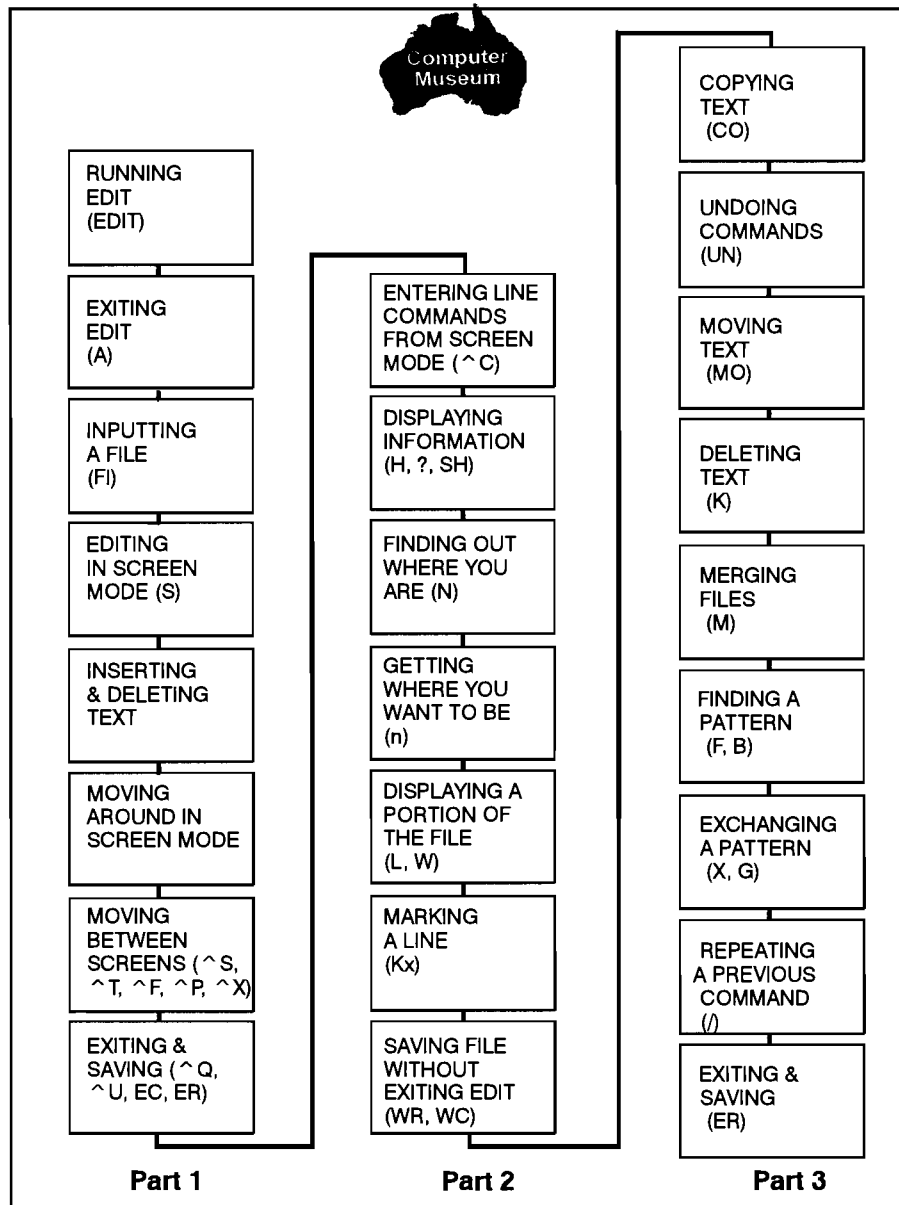 Computer
Museum
RUNNING
EDIT
(EDIT)
EXITING
EDIT
(A)
INPUTTING
A FILE
(FI)
EDITING
IN SCREEN
MODE (S)
INSERTING
& DELETING
TEXT
MOVING
AROUND IN
SCREEN MODE
MOVING
BETWEEN
SCREENS (^S,
^T, ^F, ^P, ^X)
EXITING &
SAVING (^Q,
^U, EC, ER)
Part 1
ENTERING LINE
COMMANDS
FROM SCREEN
MODE (^C)
DISPLAYING
INFORMATION
(H, ?, SH)
FINDING OUT
WHERE YOU
ARE (N)
GETTING
WHERE YOU
WANT TO BE
(n)
DISPLAYING A
PORTION OF
THE FILE
(L, W)
MARKING
A LINE
(Kx)
SAVING FILE
WITHOUT
EXITING EDIT
(WR, WC)
Part 2
COPYING
TEXT
(CO)
UNDOING
COMMANDS
(UN)
MOVING
TEXT
(MO)
DELETING
TEXT
(K)
MERGING
FILES
(M)
FINDING A
PATTERN
(F, B)
EXCHANGING
A PATTERN
(X, G)
REPEATING
A PREVIOUS
COMMAND
(/)
EXITING &
SAVING
(ER)
Part 3